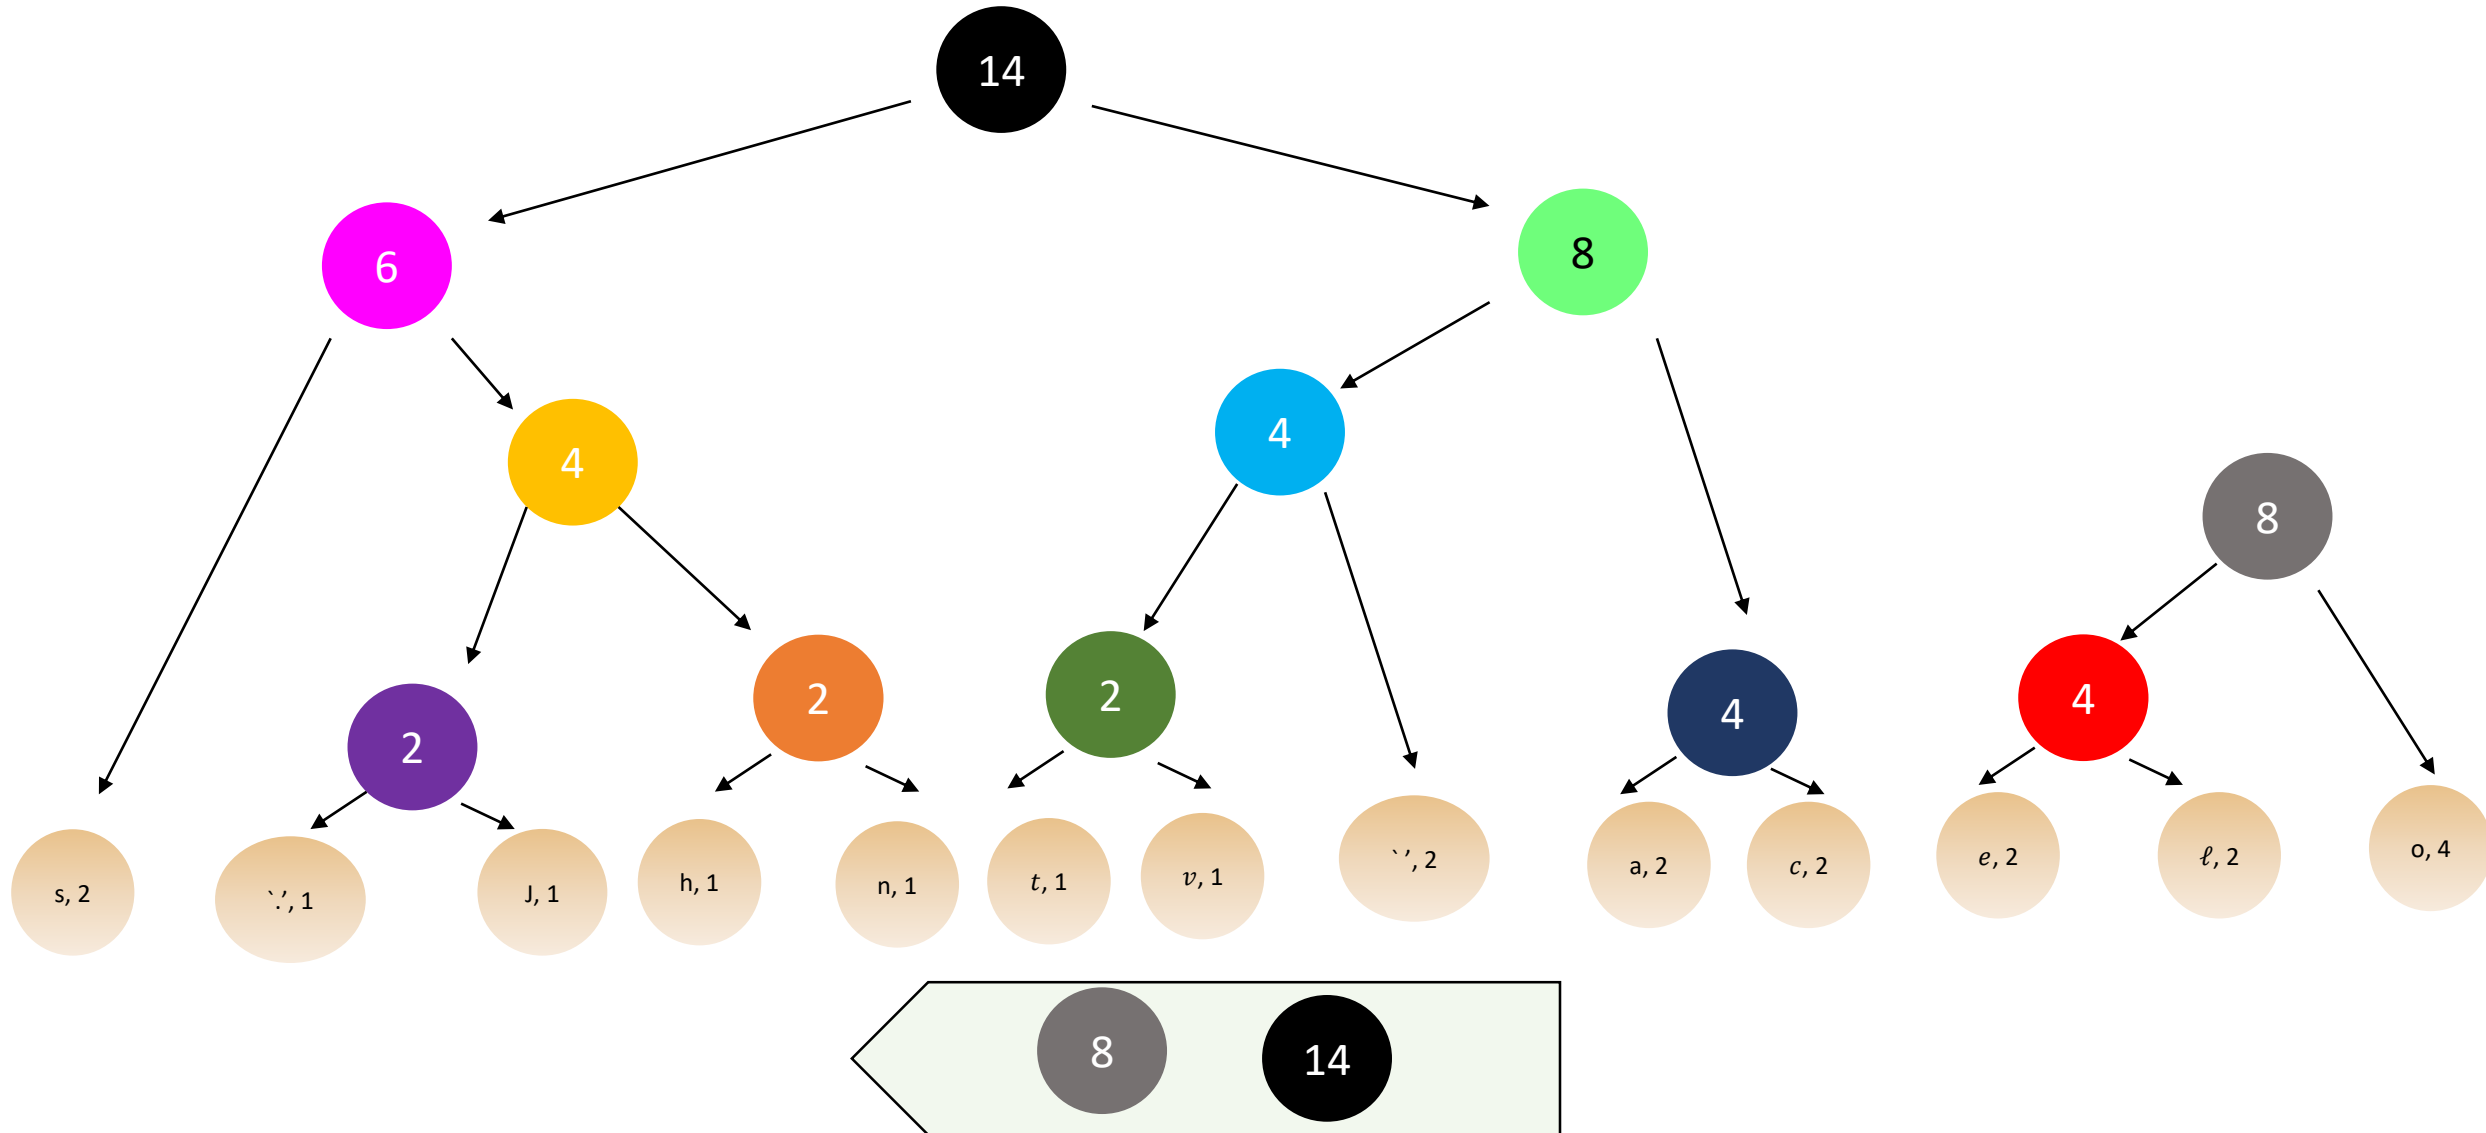 14
6
8
4
4
8
2
2
2
4
4
s, 2
`.’, 1
J, 1
h, 1
n, 1
t, 1
v, 1
` ’, 2
a, 2
c, 2
e, 2
ℓ, 2
o, 4
8
14